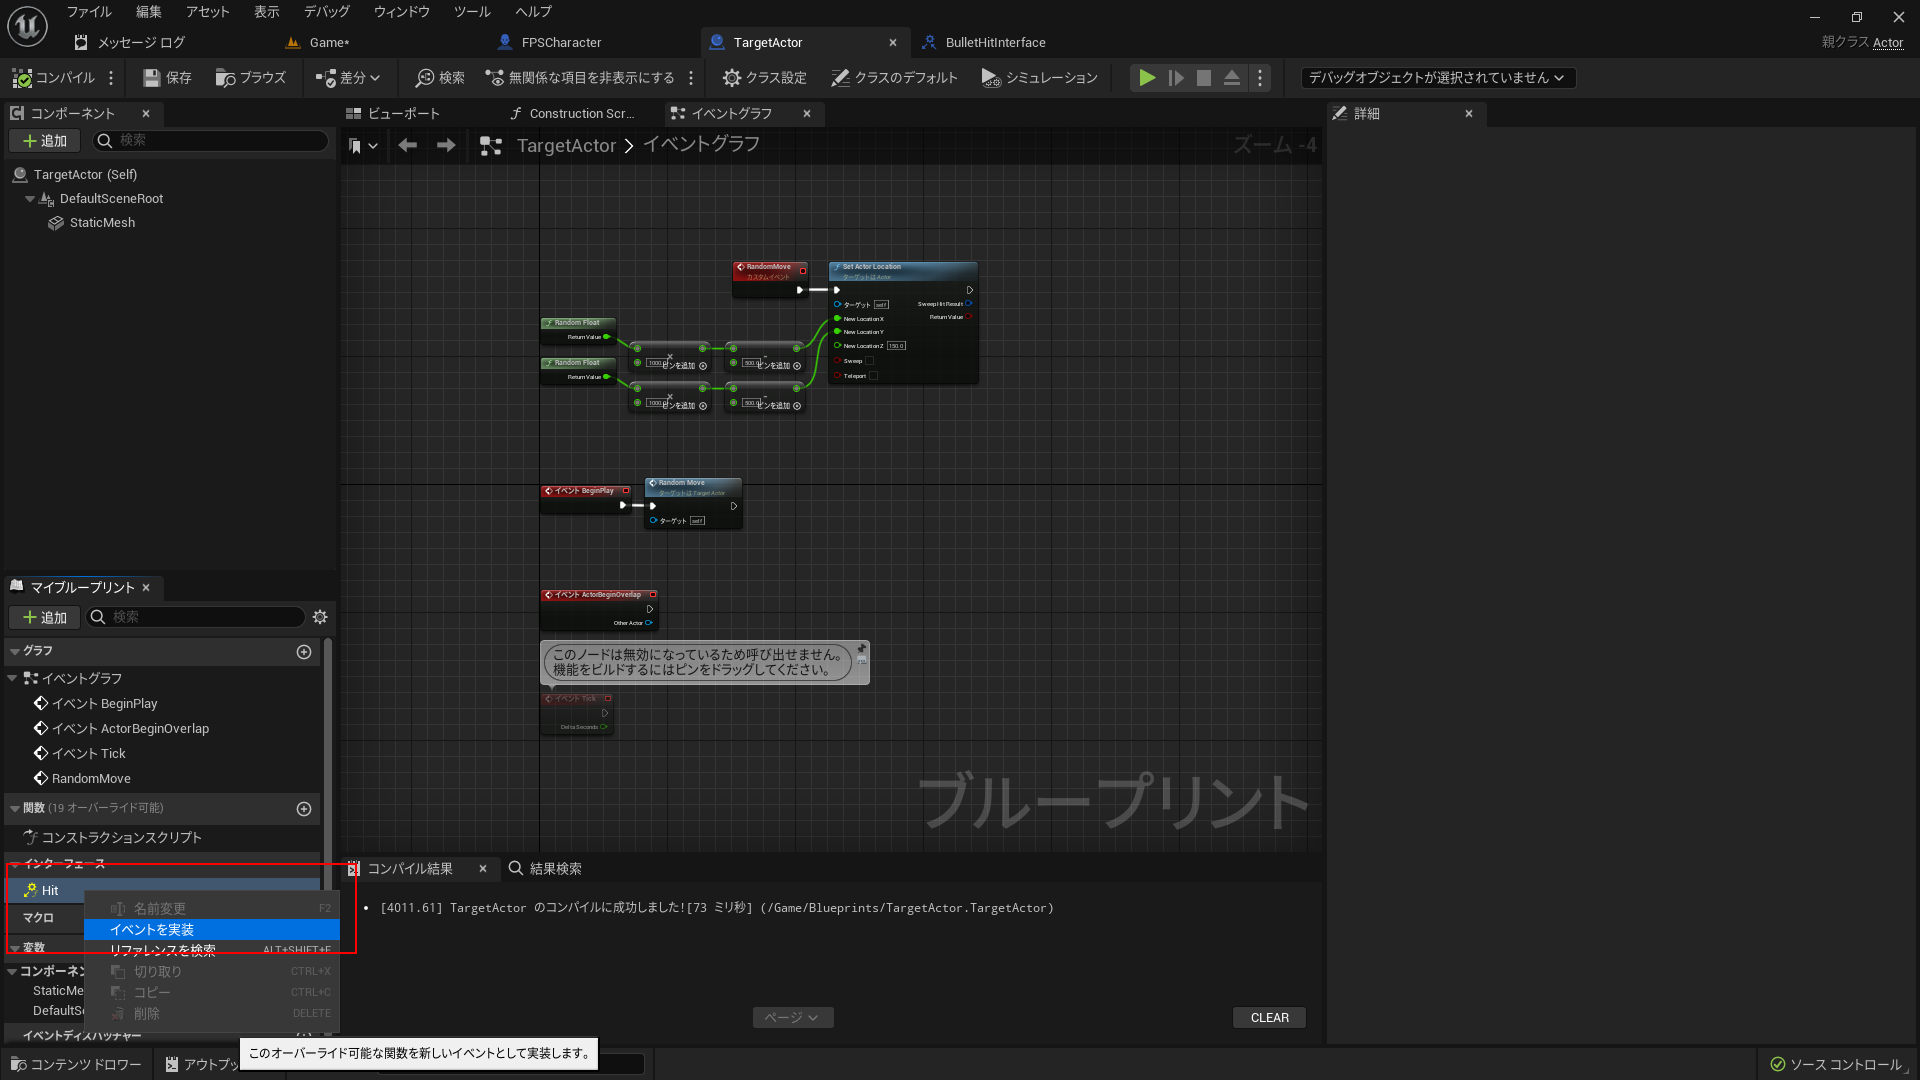 ファイル 編集 アセット 表示 デバッグ ウィンドウ ツール ヘルプ
メッセージ ログ Game* FPSCharacter TargetActor BulletHitInterface 親クラス Actor
コンパイル 保存 ブラウズ 差分 検索 無関係な項目を非表示にする クラス設定 クラスのデフォルト シミュレーション デバッグオブジェクトが選択されていません
コンポーネント ビューポート Construction Scr... イベントグラフ 詳細
追加 検索
TargetActor イベントグラフ ズーム -4
TargetActor (Self)
DefaultSceneRoot
StaticMesh
RandomMove
カスタムイベント
Set Actor Location
ターゲットは Actor
ターゲット self Sweep Hit Result
New Location X Return Value
New Location Y
New Location Z 150.0
Sweep
Teleport
Random Float
Return Value
1000.0 ピンを追加
500.0 ピンを追加
Random Float
Return Value
1000.0 ピンを追加
500.0 ピンを追加
イベント BeginPlay
Random Move
ターゲットは Target Actor
ターゲット self
イベント ActorBeginOverlap
Other Actor
このノードは無効になっているため呼び出せません。
機能をビルドするにはピンをドラッグしてください。
イベント Tick
Delta Seconds
ブループリント
マイブループリント
追加 検索
グラフ
イベントグラフ
イベント BeginPlay
イベント ActorBeginOverlap
イベント Tick
RandomMove
関数 (19 オーバーライド可能)
コンストラクションスクリプト
インターフェース
Hit
マクロ
変数
コンポーネン
StaticMe
DefaultSc
イベントディスパッチャー
名前変更 F2
イベントを実装
リファレンスを検索 ALT+SHIFT+F
切り取り CTRL+X
コピー CTRL+C
削除 DELETE
このオーバーライド可能な関数を新しいイベントとして実装します。
コンパイル結果 結果検索
[4011.61] TargetActor のコンパイルに成功しました![73 ミリ秒] (/Game/Blueprints/TargetActor.TargetActor)
ページ CLEAR
コンテンツ ドロワー アウトプッ ソース コントロール